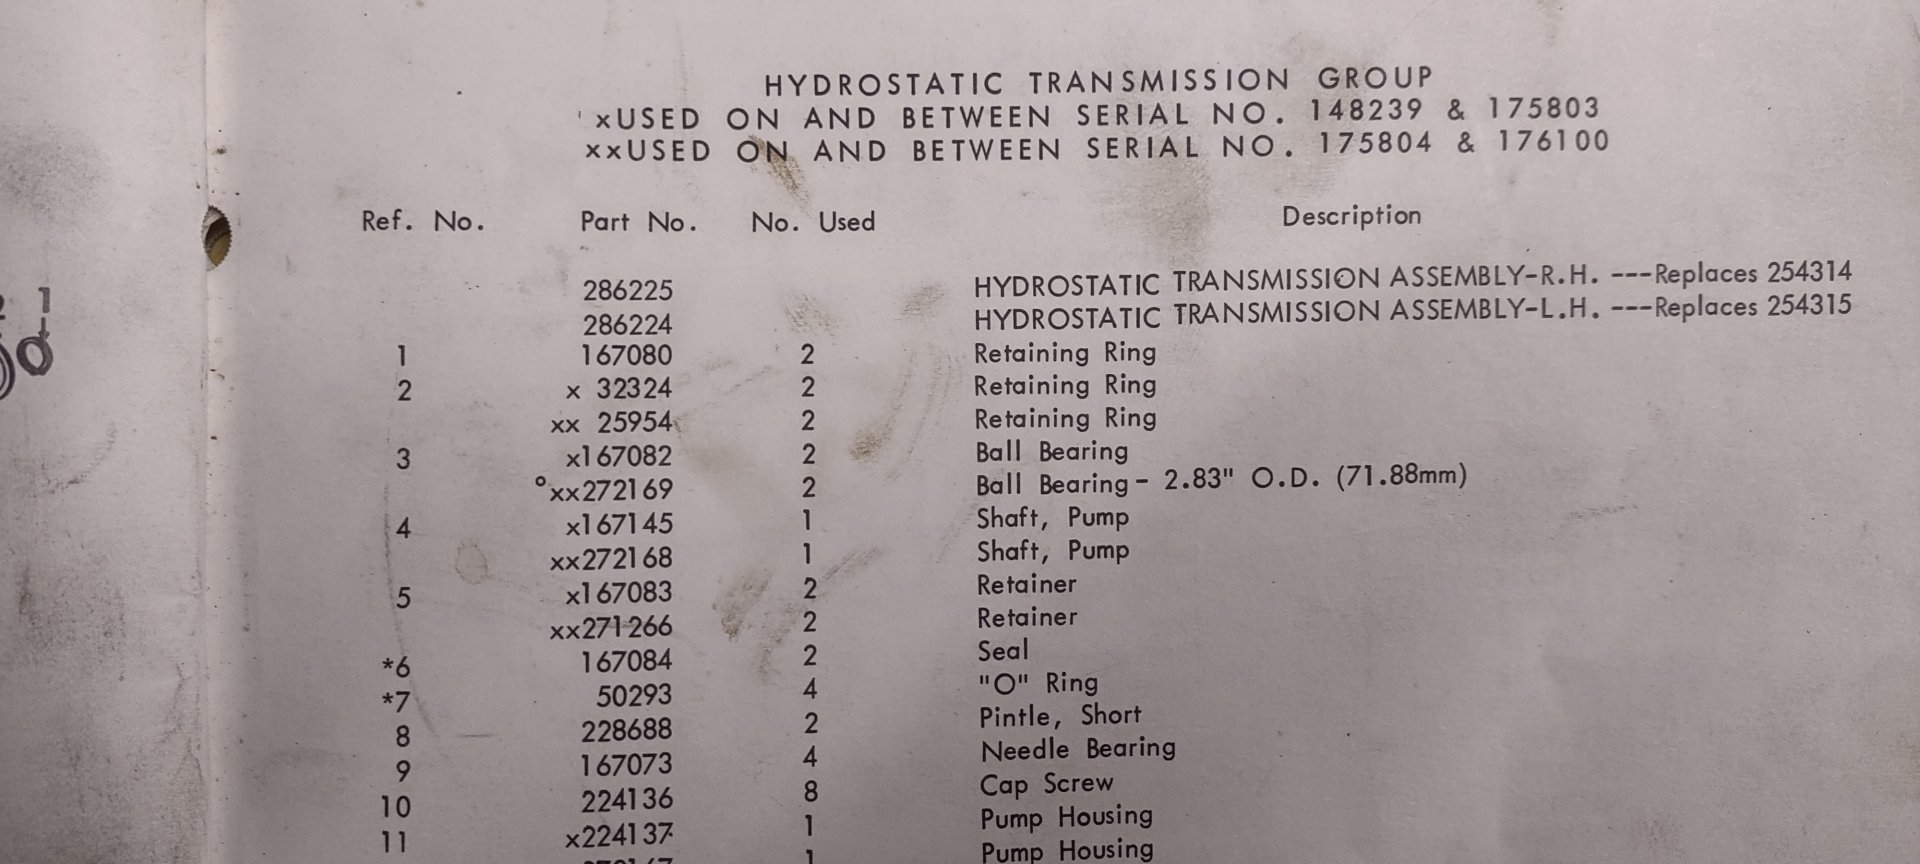 HYDROSTATIC TRANSMISSION GROUP
xUSED ON AND BETWEEN SERIAL NO. 148239 & 175803
xxUSED ON AND BETWEEN SERIAL NO. 175804 & 176100
Ref. No. Part No. No. Used Description
286225 HYDROSTATIC TRANSMISSION ASSEMBLY-R.H. ---Replaces 254314
286224 HYDROSTATIC TRANSMISSION ASSEMBLY-L.H. ---Replaces 254315
1 167080 2 Retaining Ring
2 x 32324 2 Retaining Ring
xx 25954 2 Retaining Ring
3 x167082 2 Ball Bearing
°xx272169 2 Ball Bearing- 2.83" O.D. (71.88mm)
4 x167145 1 Shaft, Pump
xx272168 1 Shaft, Pump
5 x167083 2 Retainer
xx271266 2 Retainer
*6 167084 2 Seal
*7 50293 4 "O" Ring
8 228688 2 Pintle, Short
9 167073 4 Needle Bearing
10 224136 8 Cap Screw
11 x224137 1 Pump Housing
1 Pump Housing